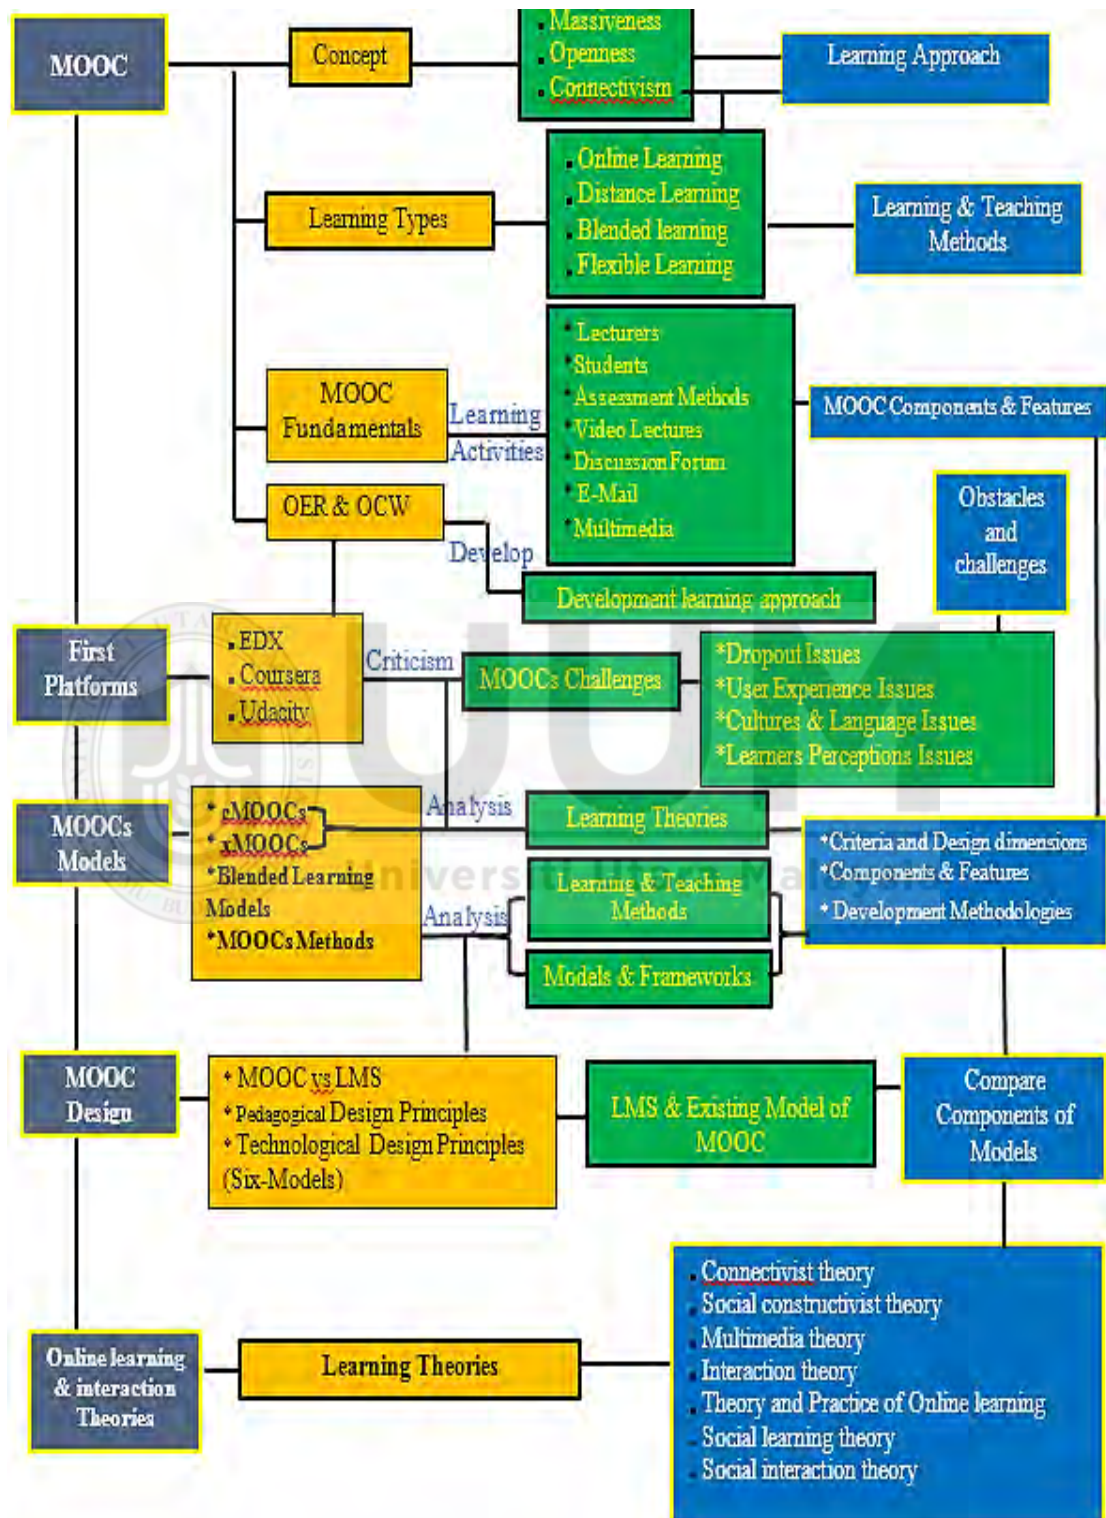 MOOC
Concept
. Massiveness
. Openness
. Connectivism
Learning Approach
Learning Types
. Online Learning
. Distance Learning
. Blended learning
. Flexible Learning
Learning & Teaching
Methods
MOOC
Fundamentals
Learning
Activities
* Lecturers
*Students
*Assessment Methods
*Video Lectures
*Discussion Forum
*E-Mail
*Multimedia
MOOC Components & Features
OER & OCW
Develop
Development learning approach
Obstacles
and
challenges
First
Platforms
. EDX
. Coursera
. Udacity
Criticism
MOOCs Challenges
*Dropout Issues
*User Experience Issues
*Cultures & Language Issues
*Learners Perceptions Issues
MOOCs
Models
* cMOOCs
* xMOOCs
*Blended Learning
Models
*MOOCs Methods
Analysis
Learning Theories
Analysis
Learning & Teaching
Methods
Models & Frameworks
*Criteria and Design dimensions
*Components & Features
* Development Methodologies
MOOC
Design
* MOOC vs LMS
* Pedagogical Design Principles
* Technological Design Principles
(Six-Models)
LMS & Existing Model of
MOOC
Compare
Components of
Models
Online learning
& interaction
Theories
Learning Theories
. Connectivist theory
. Social constructivist theory
. Multimedia theory
. Interaction theory
. Theory and Practice of Online learning
. Social learning theory
. Social interaction theory
UUM
Universiti Utara Malaysia